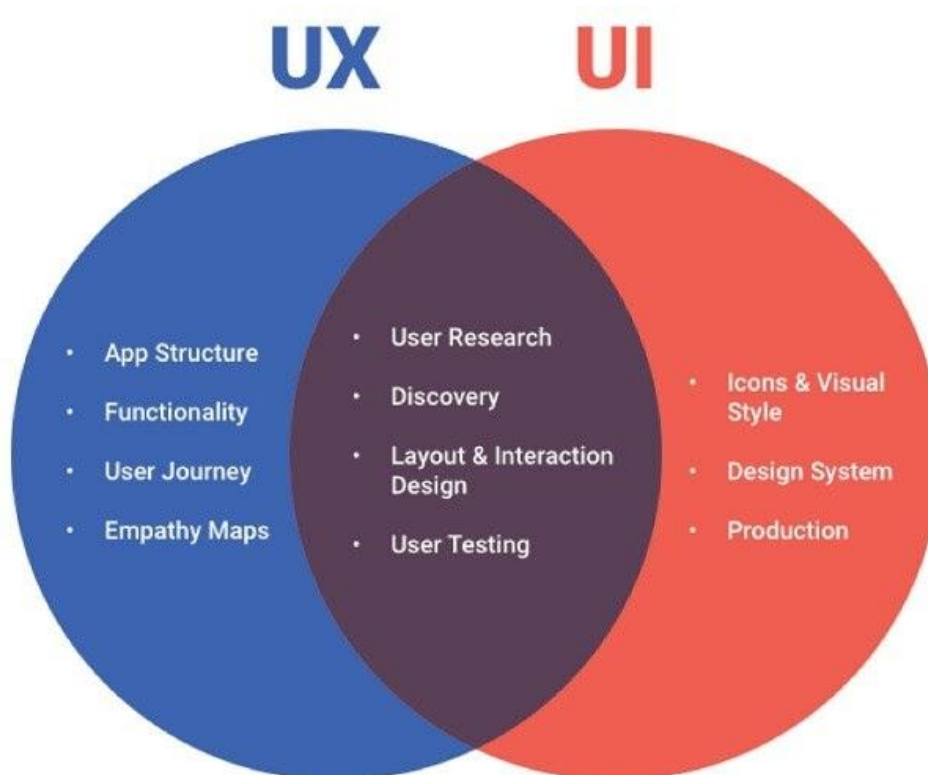 UX
UI
• App Structure
• Functionality
• User Journey
• Empathy Maps
• User Research
• Discovery
• Layout & Interaction
Design
• User Testing
• Icons & Visual
Style
• Design System
• Production